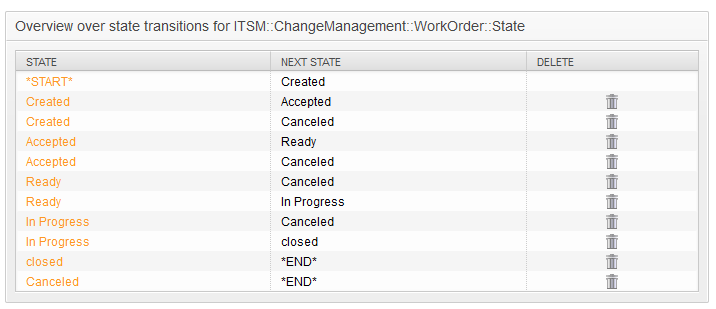 Overview over state transitions for ITSM::ChangeManagement::WorkOrder::State
STATE NEXT STATE DELETE
*START* Created
Created Accepted
Created Canceled
Accepted Ready
Accepted Canceled
Ready Canceled
Ready In Progress
In Progress Canceled
In Progress closed
closed *END*
Canceled *END*